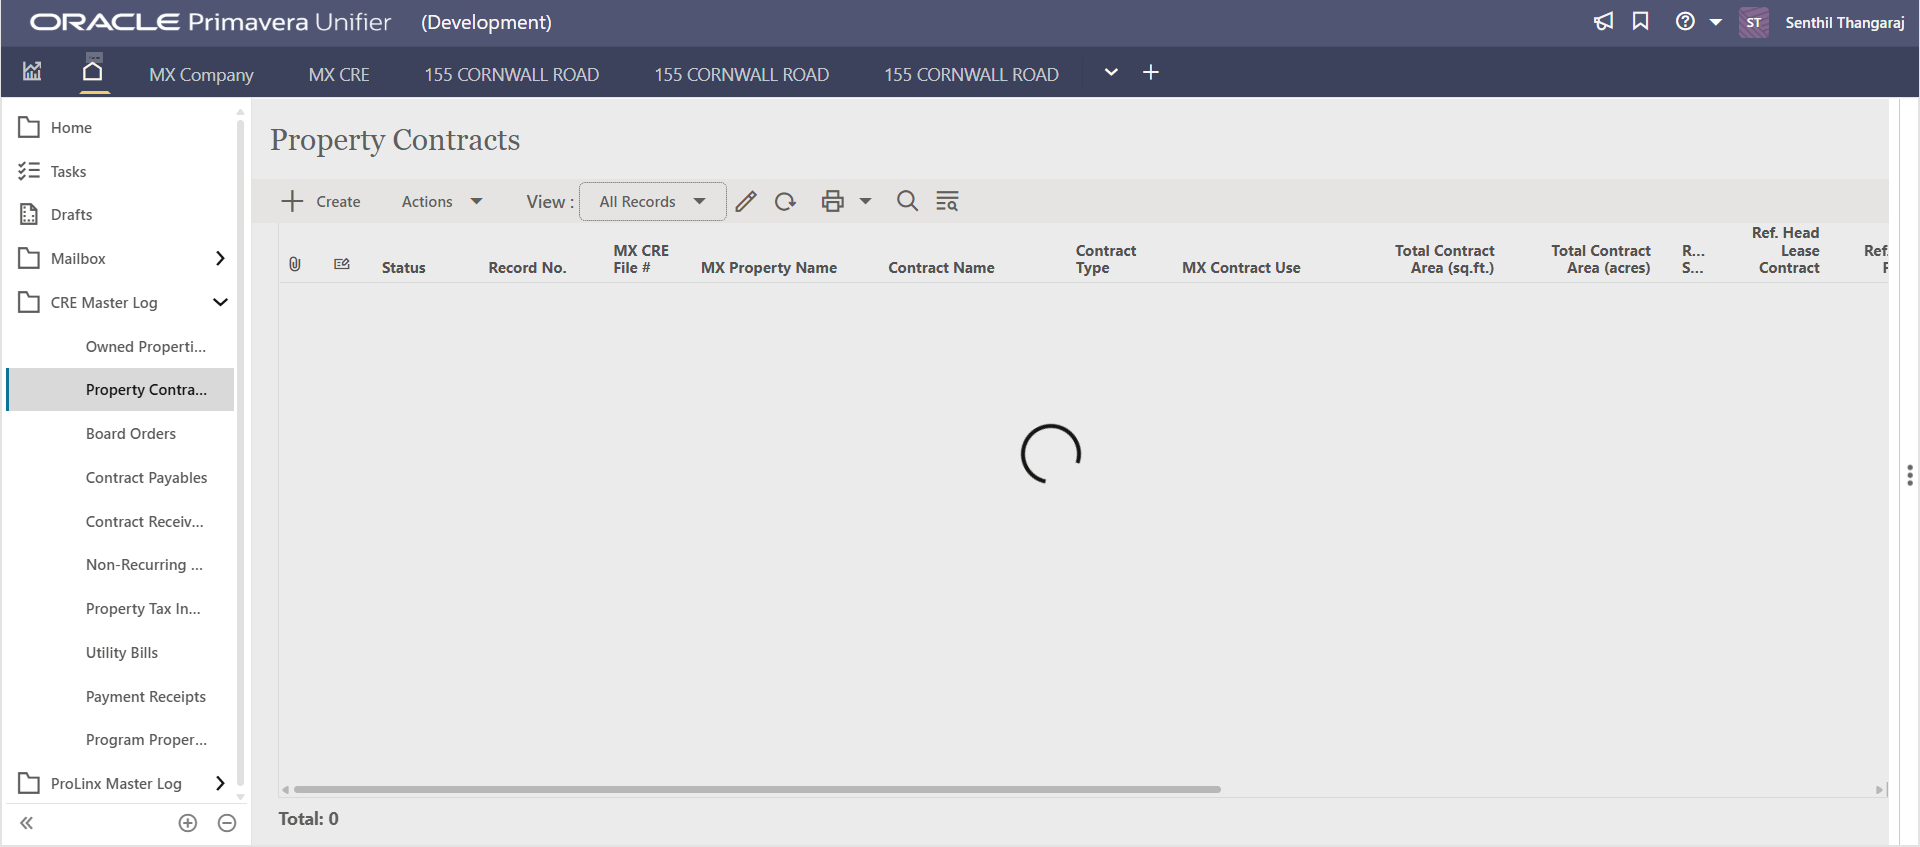 ORACLE Primavera Unifier (Development)
ST Senthil Thangaraj
MX Company MX CRE 155 CORNWALL ROAD 155 CORNWALL ROAD 155 CORNWALL ROAD
Home
Tasks
Drafts
Mailbox
CRE Master Log
Owned Properti...
Property Contra...
Board Orders
Contract Payables
Contract Receiv...
Non-Recurring ...
Property Tax In...
Utility Bills
Payment Receipts
Program Proper...
ProLinx Master Log
Property Contracts
Create Actions View : All Records
Status
Record No.
MX CRE
File #
MX Property Name
Contract Name
Contract
Type
MX Contract Use
Total Contract
Area (sq.ft.)
Total Contract
Area (acres)
R...
S...
Ref. Head
Lease
Contract
Ref.
Total: 0